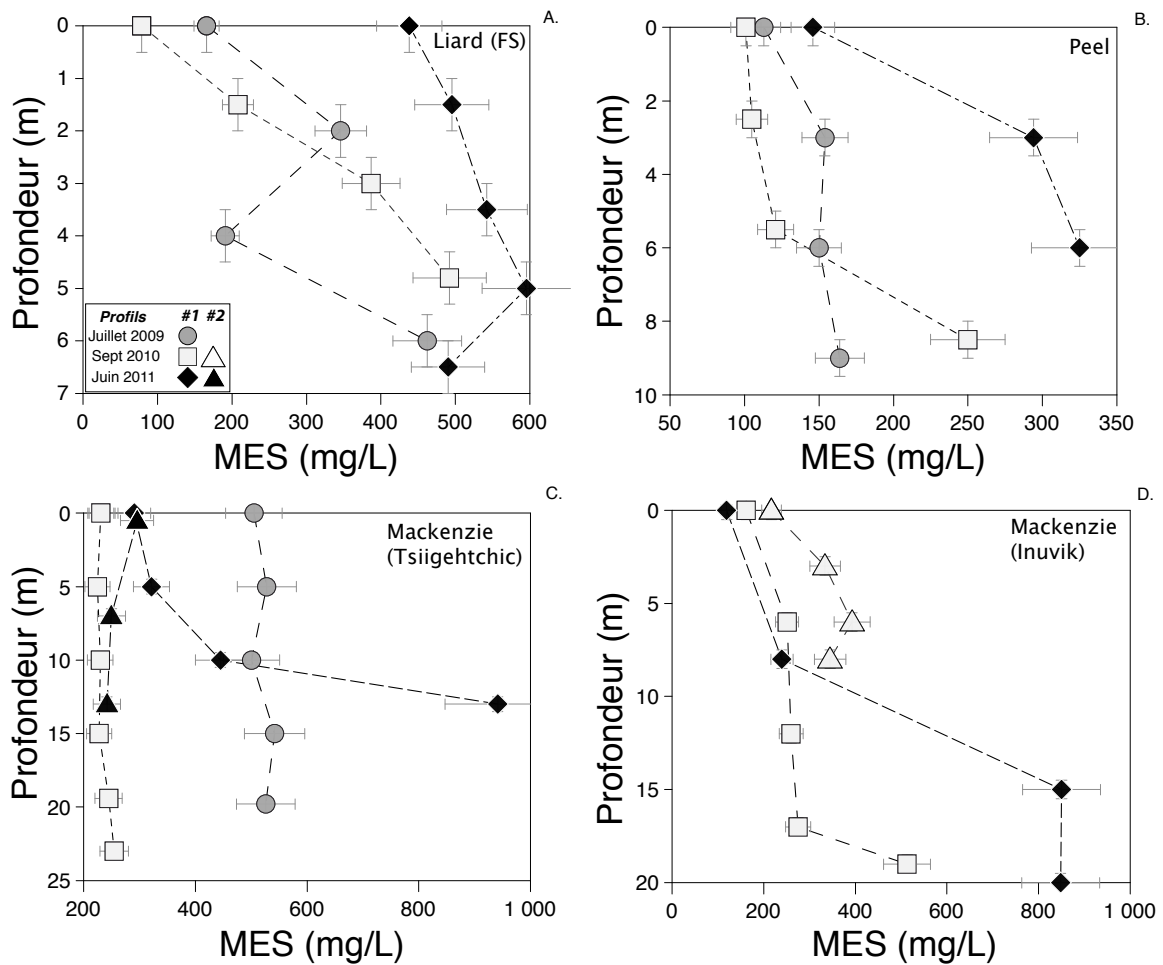 A.
Liard (FS)
0
1
2
3
4
5
6
7
Profondeur (m)
Profils #1 #2
Juillet 2009
Sept 2010
Juin 2011
0 100 200 300 400 500 600
MES (mg/L)
B.
Peel
0
2
4
6
8
10
Profondeur (m)
50 100 150 200 250 300 350
MES (mg/L)
C.
Mackenzie
(Tsiigehtchic)
0
5
10
15
20
25
Profondeur (m)
200 400 600 800 1 000
MES (mg/L)
D.
Mackenzie
(Inuvik)
0
5
10
15
20
Profondeur (m)
0 200 400 600 800 1 000
MES (mg/L)